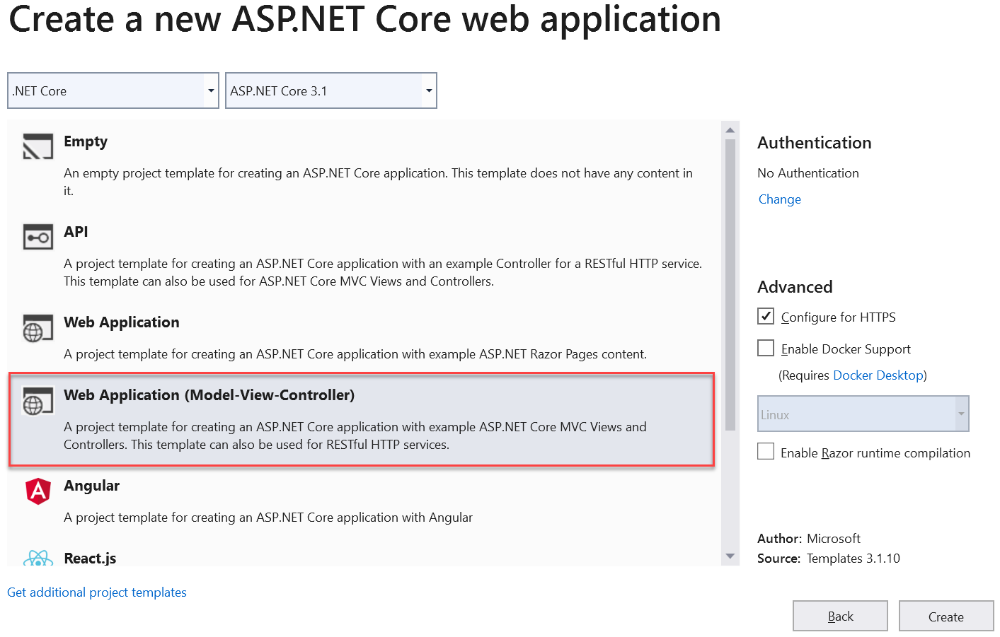 Create a new ASP.NET Core web application
.NET Core
ASP.NET Core 3.1
Empty
An empty project template for creating an ASP.NET Core application. This template does not have any content in
it.
API
A project template for creating an ASP.NET Core application with an example Controller for a RESTful HTTP service.
This template can also be used for ASP.NET Core MVC Views and Controllers.
Web Application
A project template for creating an ASP.NET Core application with example ASP.NET Razor Pages content.
Web Application (Model-View-Controller)
A project template for creating an ASP.NET Core application with example ASP.NET Core MVC Views and
Controllers. This template can also be used for RESTful HTTP services.
Angular
A project template for creating an ASP.NET Core application with Angular
React.js
Get additional project templates
Authentication
No Authentication
Change
Advanced
Configure for HTTPS
Enable Docker Support
(Requires Docker Desktop)
Linux
Enable Razor runtime compilation
Author: Microsoft
Source: Templates 3.1.10
Back
Create